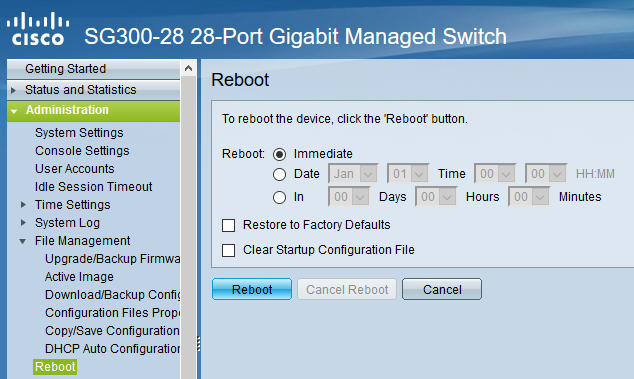 CISCO
SG300-28 28-Port Gigabit Managed Switch
Getting Started
Status and Statistics
Administration
System Settings
Console Settings
User Accounts
Idle Session Timeout
Time Settings
System Log
File Management
Upgrade/Backup Firmwa
Active Image
Download/Backup Config
Configuration Files Prope
Copy/Save Configuration
DHCP Auto Configuration
Reboot
Reboot
To reboot the device, click the 'Reboot' button.
Reboot: Immediate
Date Jan 01 Time 00 00 HH:MM
In 00 Days 00 Hours 00 Minutes
Restore to Factory Defaults
Clear Startup Configuration File
Reboot Cancel Reboot Cancel